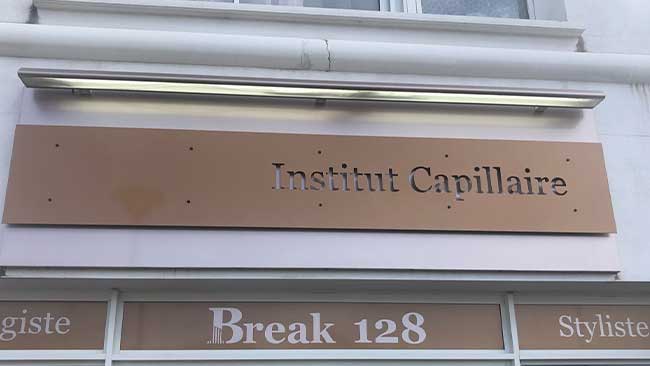 Institut Capillaire
giste Break 128 Styliste